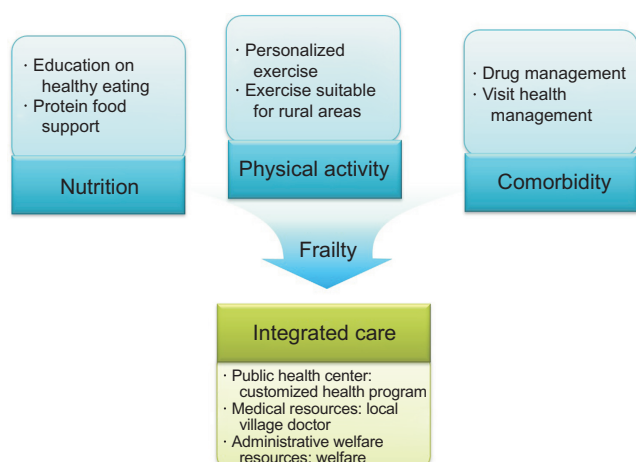 · Education on
healthy eating
· Protein food
support
Nutrition
· Personalized
exercise
· Exercise suitable
for rural areas
Physical activity
· Drug management
· Visit health
management
Comorbidity
Frailty
Integrated care
· Public health center:
customized health program
· Medical resources: local
village doctor
· Administrative welfare
resources: welfare